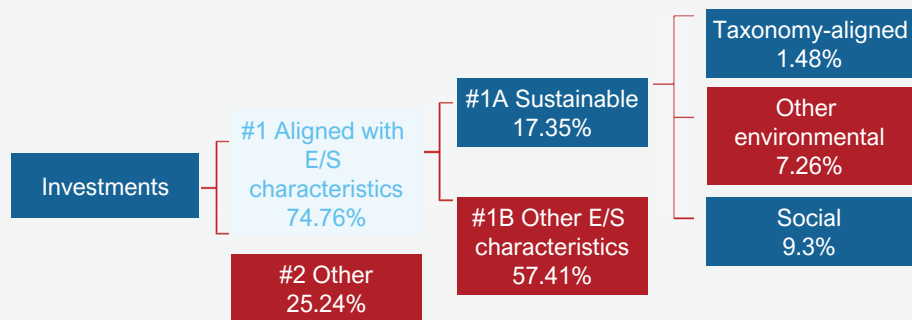 Investments
#1 Aligned with
E/S
characteristics
74.76%
#2 Other
25.24%
#1A Sustainable
17.35%
#1B Other E/S
characteristics
57.41%
Taxonomy-aligned
1.48%
Other
environmental
7.26%
Social
9.3%